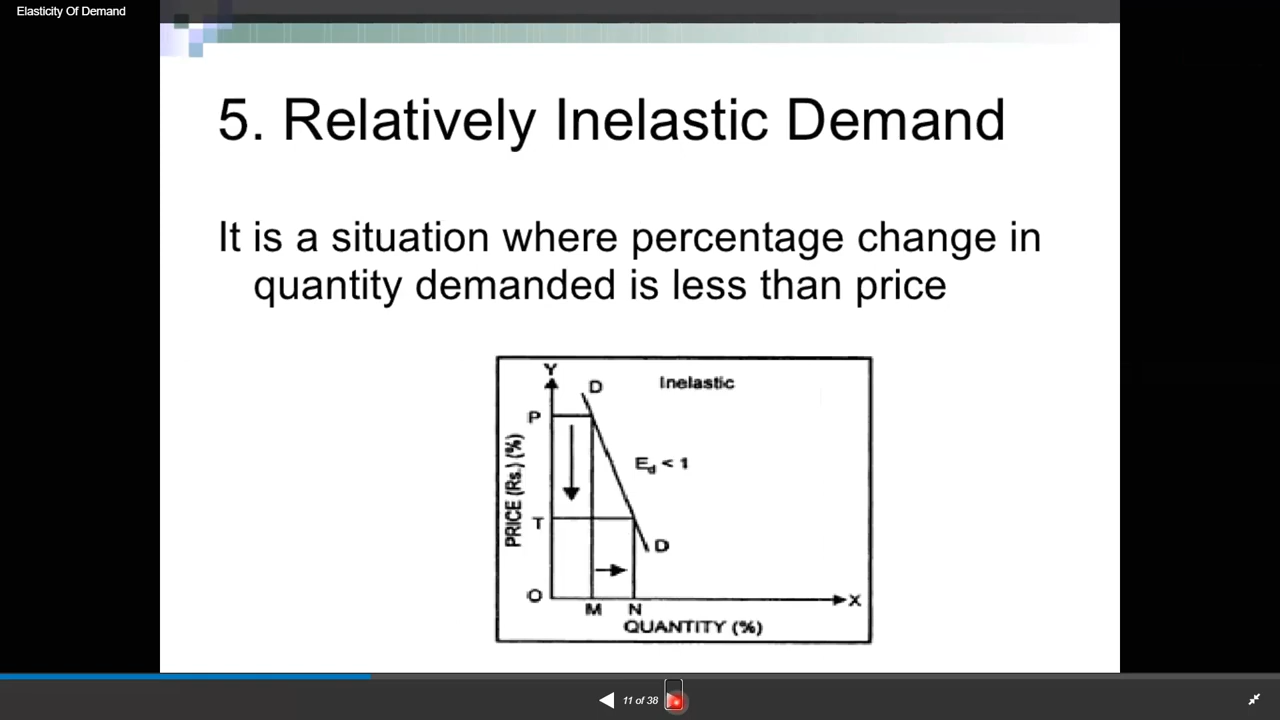 Elasticity Of Demand
5. Relatively Inelastic Demand
It is a situation where percentage change in
quantity demanded is less than price
Y
D
Inelastic
P
PRICE (Rs.) (%)
Ed < 1
T
D
O
X
M N
QUANTITY (%)
11 of 38